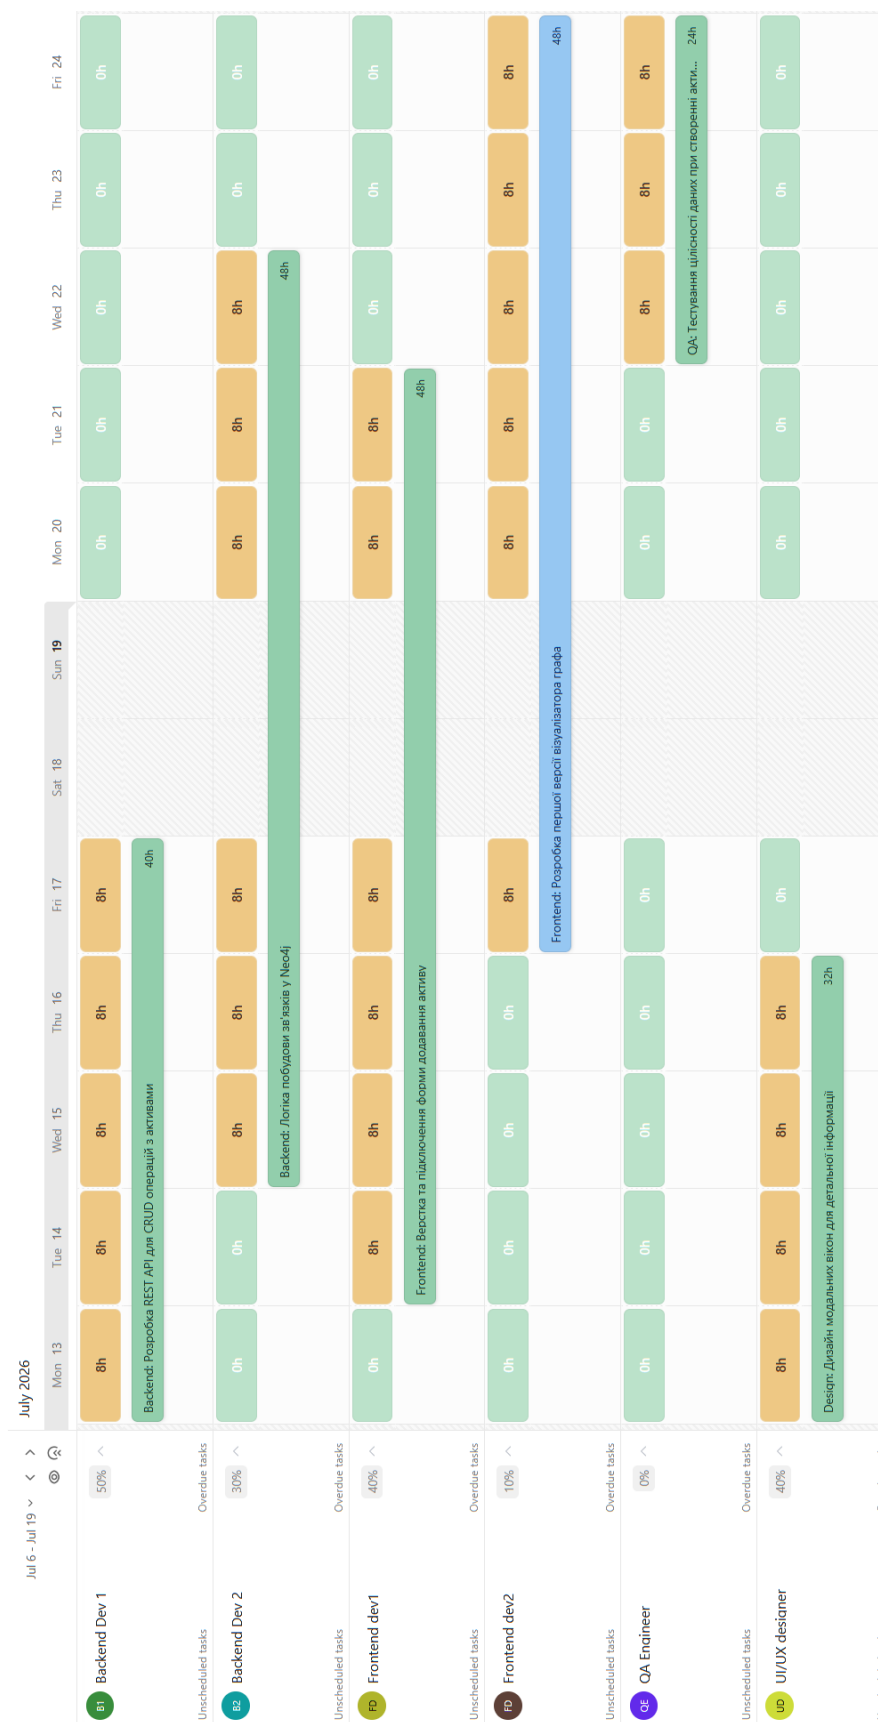 Jul 6 - Jul 19
July 2026
Mon 13
Tue 14
Wed 15
Thu 16
Fri 17
Sat 18
Sun 19
Mon 20
Tue 21
Wed 22
Thu 23
Fri 24
B1 Backend Dev 1 50%
8h 8h 8h 8h 8h 0h 0h 0h 0h 0h
Backend: Розробка REST API для CRUD операцій з активами 40h
Unscheduled tasks Overdue tasks
B2 Backend Dev 2 30%
0h 0h 8h 8h 8h 8h 8h 8h 0h 0h
Backend: Логіка побудови зв'язків у Neo4j 48h
Unscheduled tasks Overdue tasks
FD Frontend dev1 40%
0h 8h 8h 8h 8h 8h 8h 0h 0h 0h
Frontend: Верстка та підключення форми додавання активу 48h
Unscheduled tasks Overdue tasks
FD Frontend dev2 10%
0h 0h 0h 0h 8h 8h 8h 8h 8h 8h
Frontend: Розробка першої версії візуалізатора графа 48h
Unscheduled tasks Overdue tasks
QE QA Engineer 0%
0h 0h 0h 0h 0h 0h 0h 8h 8h 8h
QA: Тестування цілісності даних при створенні акти... 24h
Unscheduled tasks Overdue tasks
UD UI/UX designer 40%
8h 8h 8h 8h 0h 0h 0h 0h 0h 0h
Design: Дизайн модальних вікон для детальної інформації 32h